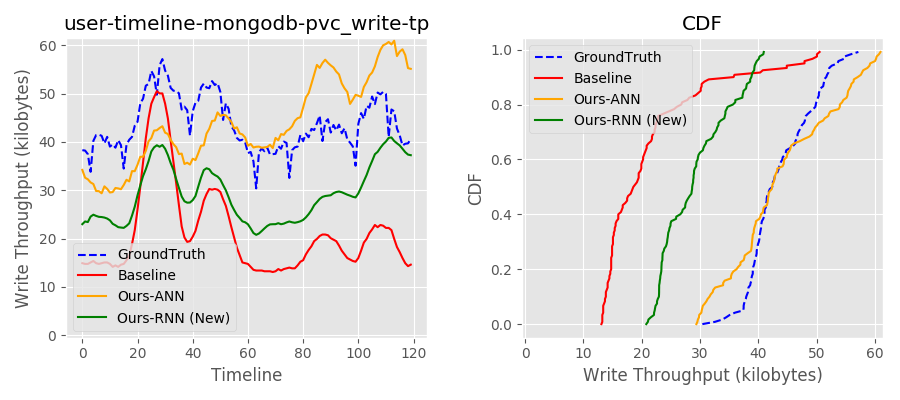 user-timeline-mongodb-pvc_write-tp
Write Throughput (kilobytes)
60
50
40
30
20
10
0
GroundTruth
Baseline
Ours-ANN
Ours-RNN (New)
0
20
40
60
80
100
120
Timeline
CDF
CDF
1.0
0.8
0.6
0.4
0.2
0.0
GroundTruth
Baseline
Ours-ANN
Ours-RNN (New)
0
10
20
30
40
50
60
Write Throughput (kilobytes)